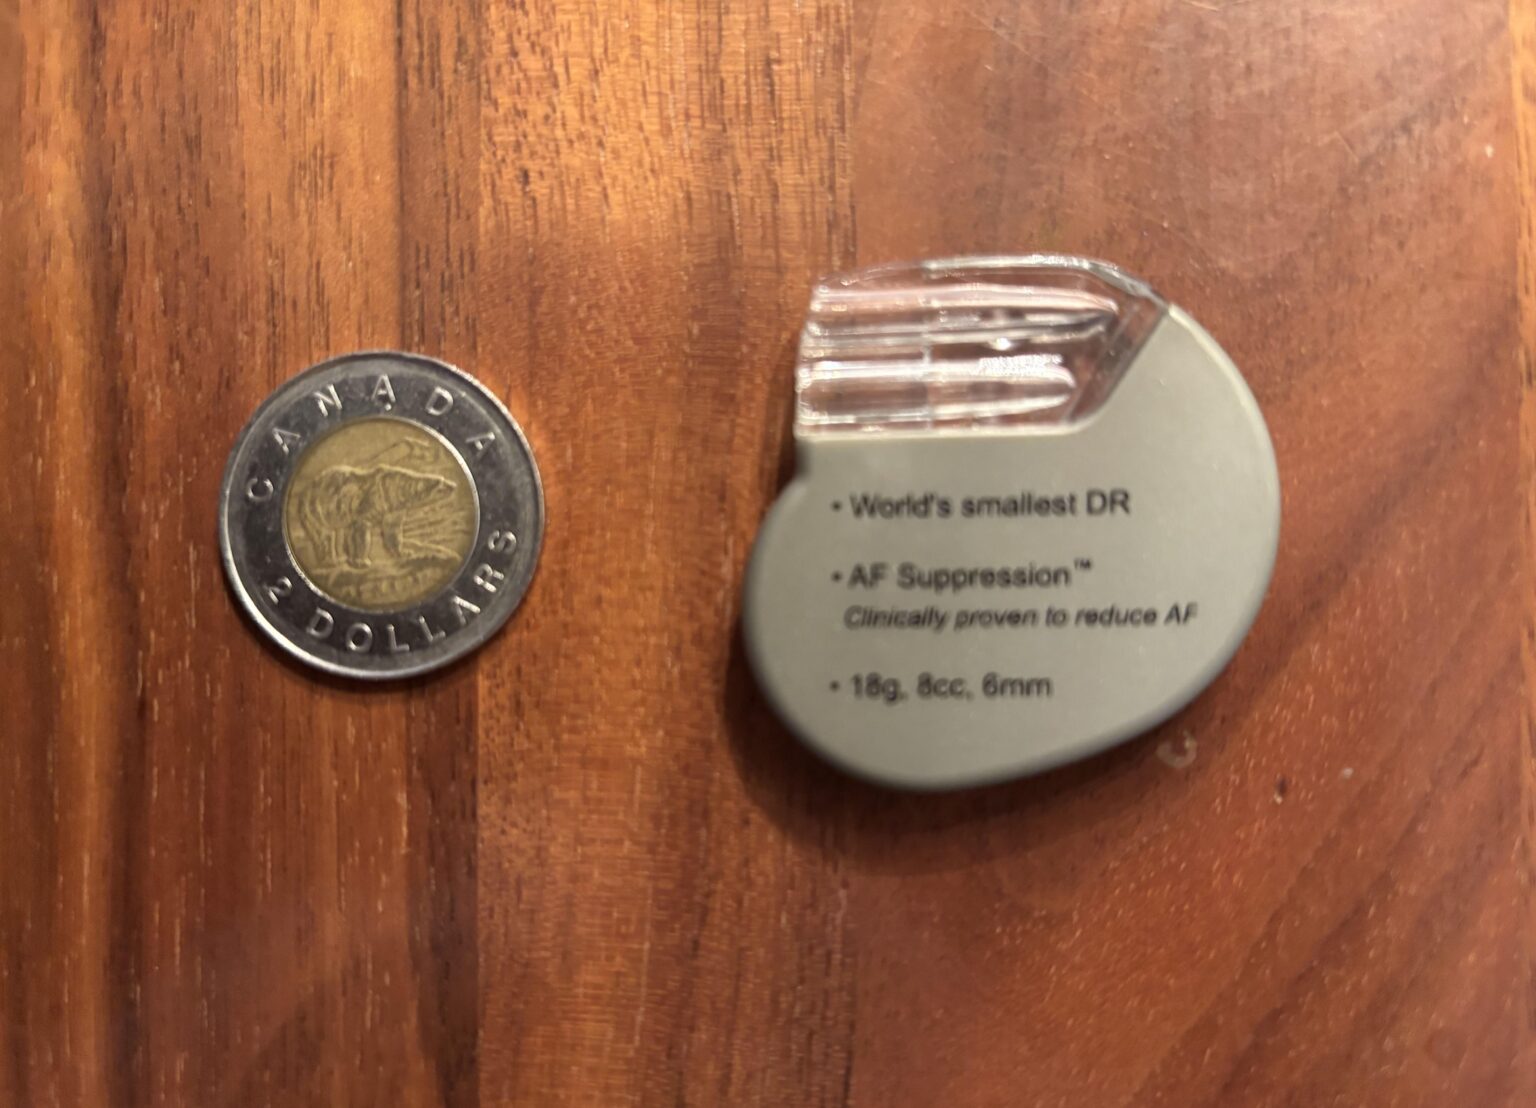 CANADA
2 DOLLARS
• World's smallest DR
• AF Suppression™
Clinically proven to reduce AF
• 18g, 8cc, 6mm